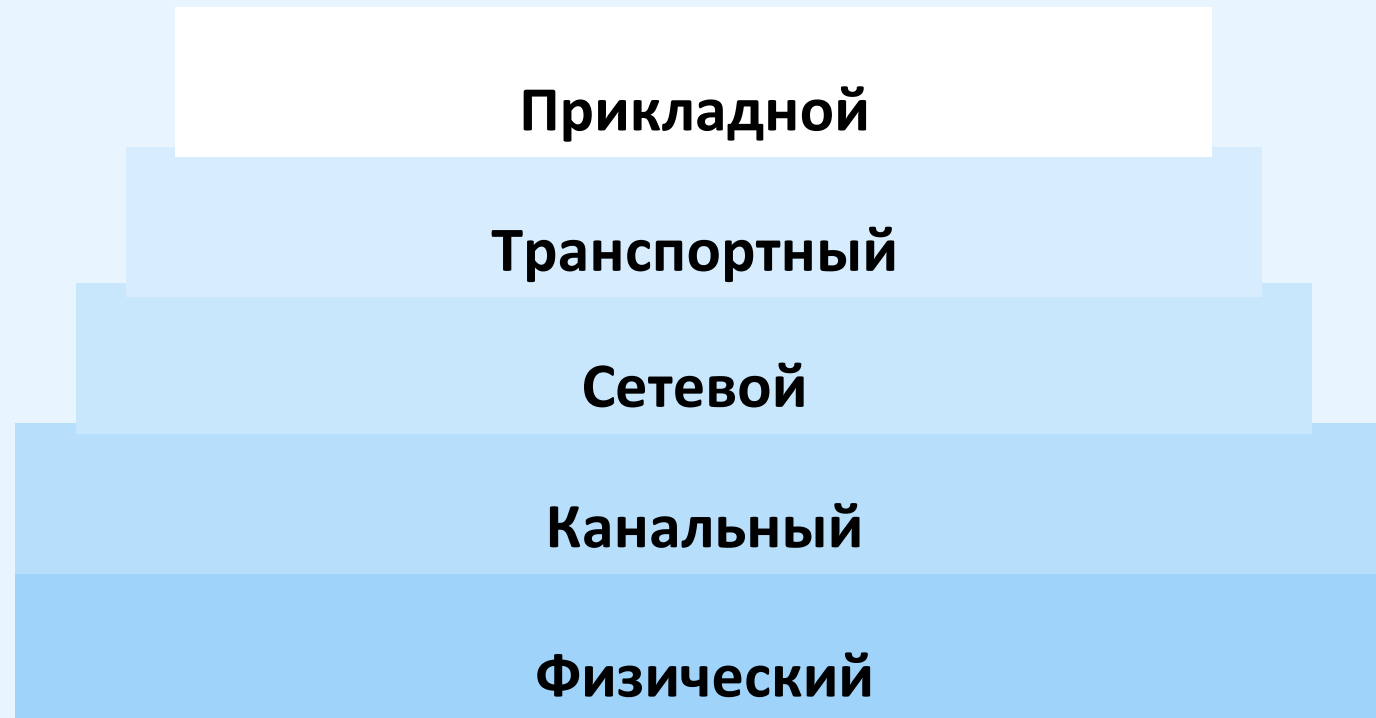 Прикладной
Транспортный
Сетевой
Канальный
Физический